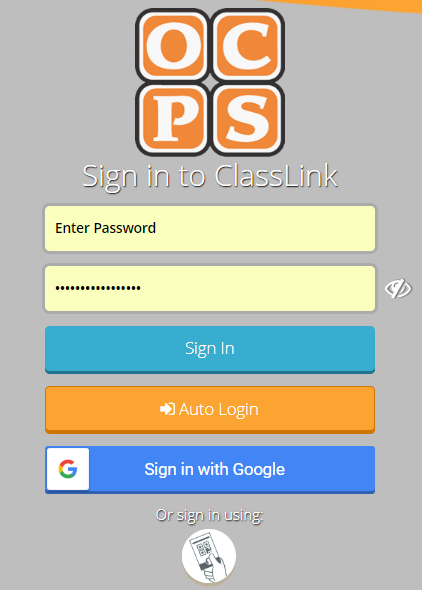 OC
PS
Sign in to ClassLink
Enter Password
•••••••••••••••••
Sign In
Auto Login
G Sign in with Google
Or sign in using: